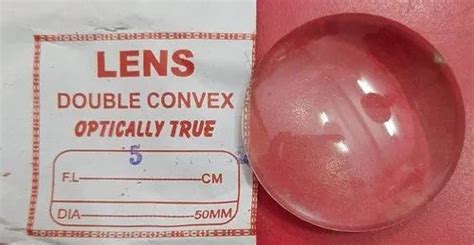 LENS
DOUBLE CONVEX
OPTICALLY TRUE
5
F.L CM
DIA 50MM